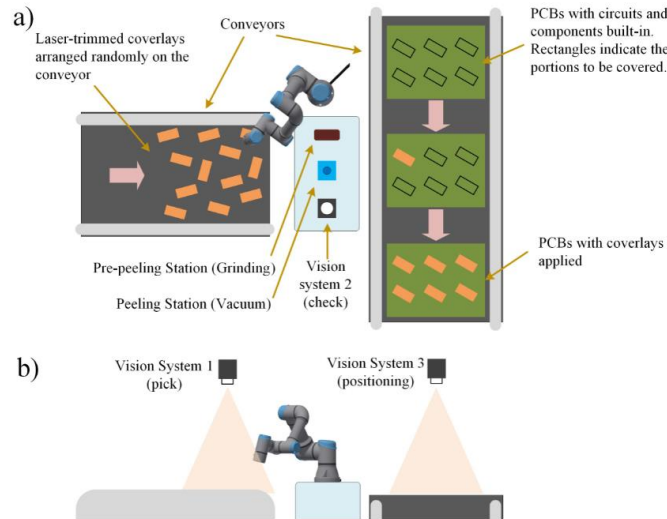 a)
Conveyors
Laser-trimmed coverlays
arranged randomly on the
conveyor
PCBs with circuits and
components built-in.
Rectangles indicate the
portions to be covered.
Pre-peeling Station (Grinding)
Peeling Station (Vacuum)
Vision
system 2
(check)
PCBs with coverlays
applied
b)
Vision System 1
(pick)
Vision System 3
(positioning)